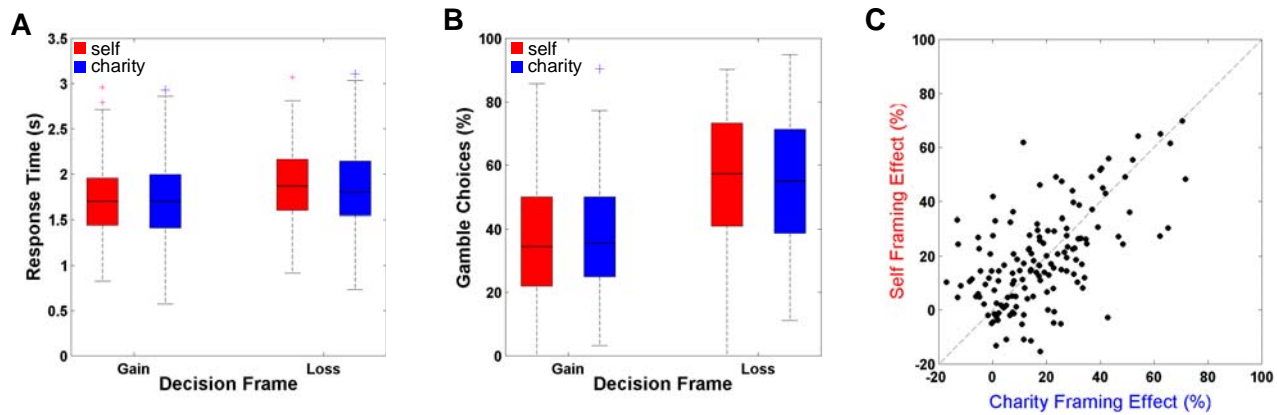 A
Response Time (s)
3.5
3
2.5
2
1.5
1
0.5
0
self
charity
Gain
Loss
Decision Frame
B
Gamble Choices (%)
100
80
60
40
20
0
self
charity
Gain
Loss
Decision Frame
C
Self Framing Effect (%)
100
80
60
40
20
0
-20
-20
0
20
40
60
80
100
Charity Framing Effect (%)